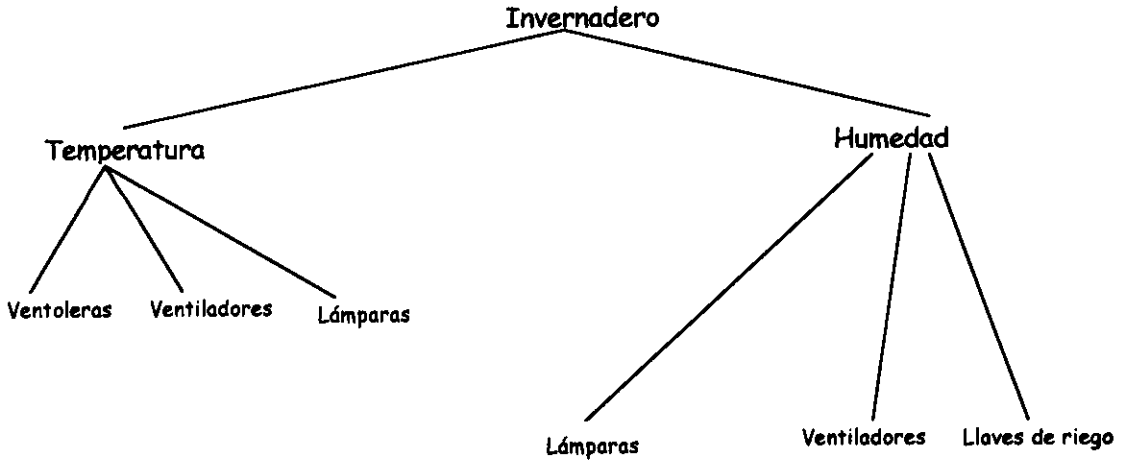 Invernadero
Temperatura
Humedad
Ventoleras
Ventiladores
Lámparas
Lámparas
Ventiladores
Llaves de riego